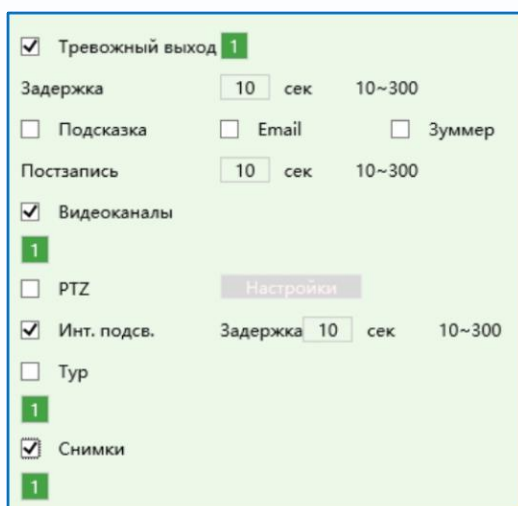 Тревожный выход 1
Задержка 10 сек 10~300
Подсказка Email Зуммер
Постзапись 10 сек 10~300
Видеоканалы
1
PTZ Настройки
Инт. подсв. Задержка 10 сек 10~300
Тур
1
Снимки
1